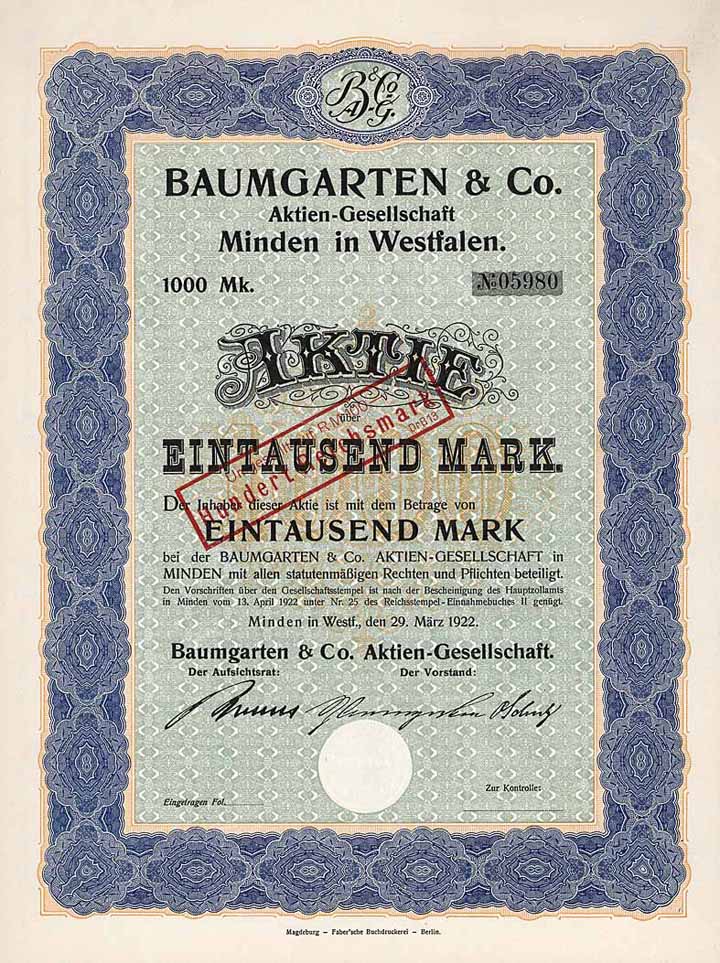 B & Co
A.-G.
BAUMGARTEN & Co.
Aktien-Gesellschaft
Minden in Westfalen.
1000 Mk.
№05980
AKTIE
über
EINTAUSEND MARK.
Hundert Reichsmark
Der Inhaber dieser Aktie ist mit dem Betrage von
EINTAUSEND MARK
bei der BAUMGARTEN & Co. AKTIEN-GESELLSCHAFT in
MINDEN mit allen statutenmäßigen Rechten und Pflichten beteiligt.
Den Vorschriften über den Gesellschaftsstempel ist nach der Bescheinigung des Hauptzollamts
in Minden vom 13. April 1922 unter Nr. 25 des Reichsstempel-Einnahmebuches II genügt.
Minden in Westf., den 29. März 1922.
Baumgarten & Co. Aktien-Gesellschaft.
Der Aufsichtsrat: Der Vorstand:
Eingetragen Fol.
Zur Kontrolle:
Magdeburg – Faber'sche Buchdruckerei – Berlin.